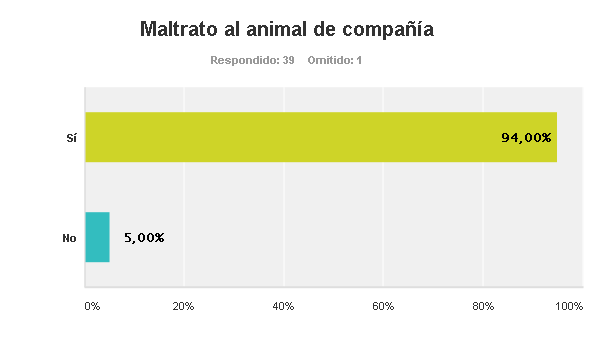 Maltrato al animal de compañía
Respondido: 39 Omitido: 1
Sí 94,00%
No 5,00%
0% 20% 40% 60% 80% 100%